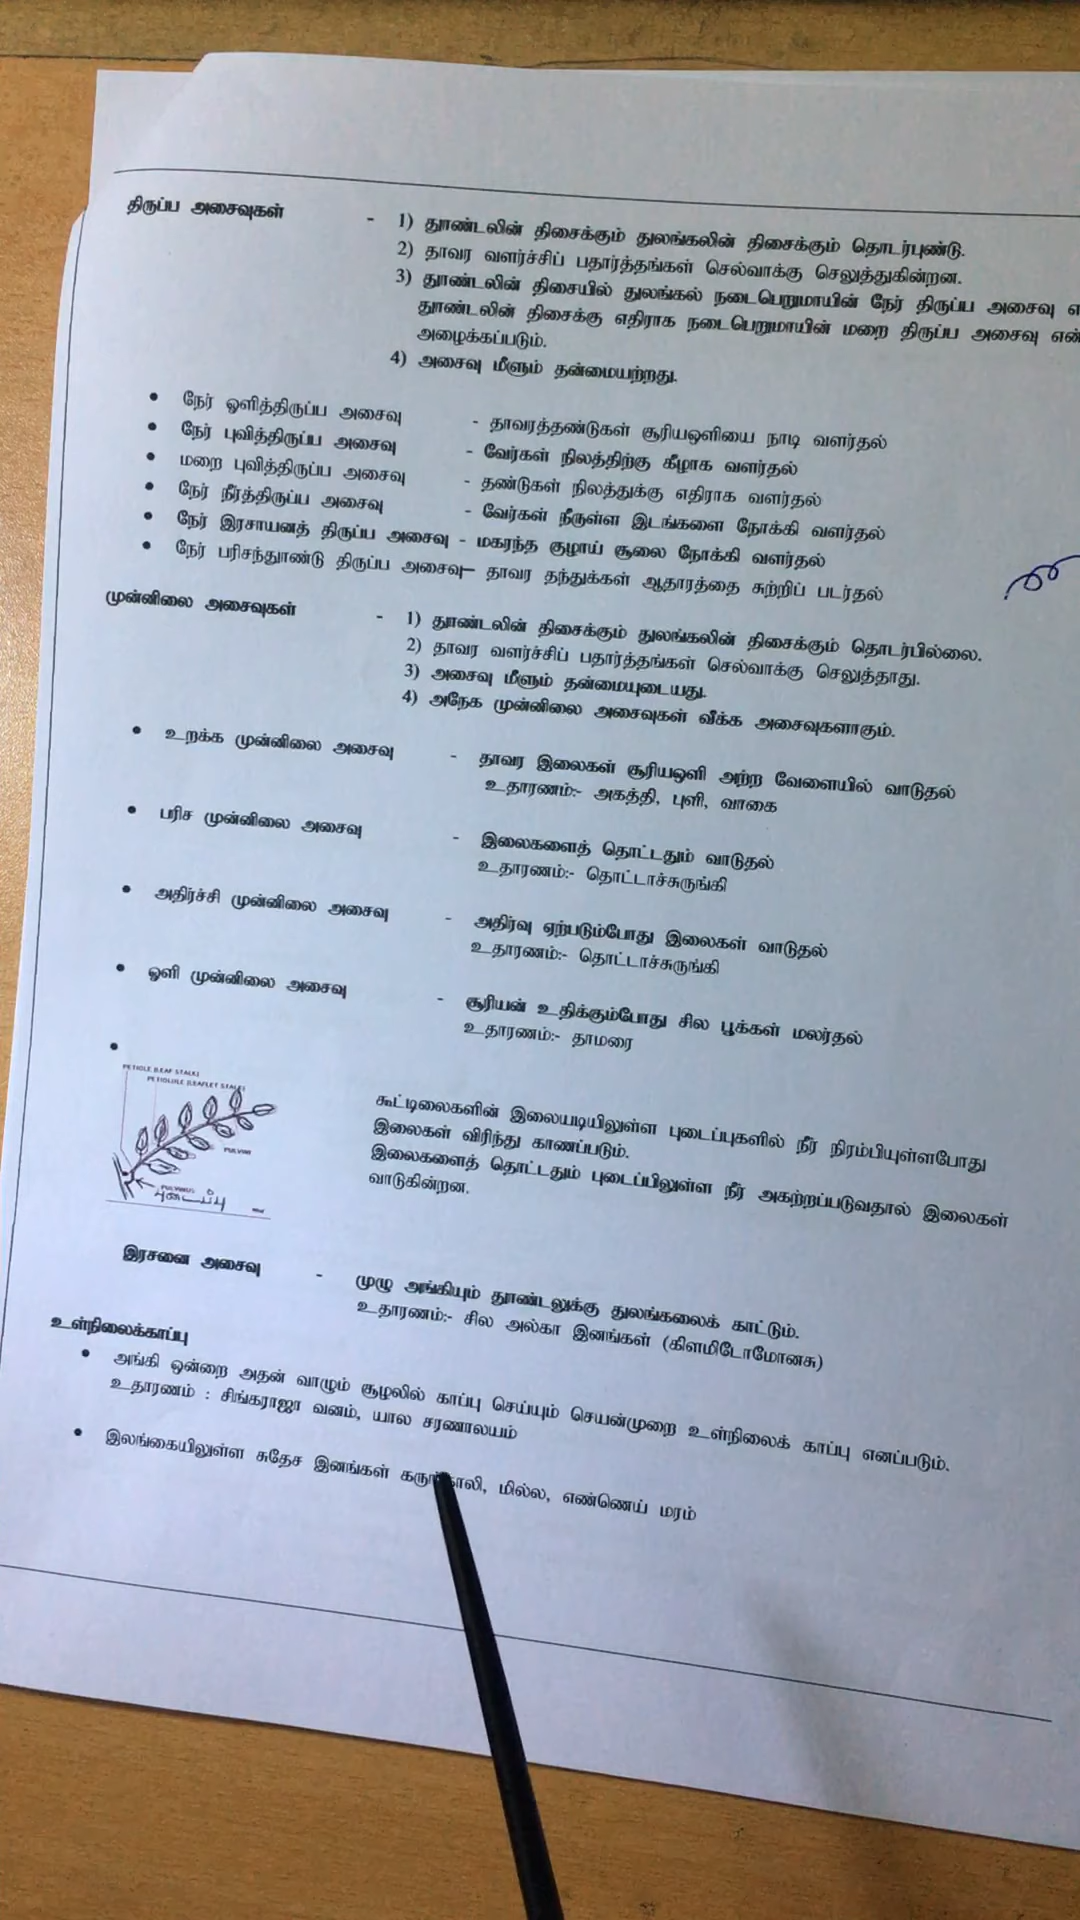 திருப்ப அசைவுகள் - 1) தூண்டலின் திசைக்கும் துலங்கலின் திசைக்கும் தொடர்புண்டு.
2) தாவர வளர்ச்சிப் பதார்த்தங்கள் செல்வாக்கு செலுத்துகின்றன.
3) தூண்டலின் திசையில் துலங்கல் நடைபெறுமாயின் நேர் திருப்ப அசைவு
தூண்டலின் திசைக்கு எதிராக நடைபெறுமாயின் மறை திருப்ப அசைவு
அழைக்கப்படும்.
4) அசைவு மீளும் தன்மையற்றது.
• நேர் ஒளித்திருப்ப அசைவு - தாவரத்தண்டுகள் சூரியஒளியை நாடி வளர்தல்
• நேர் புவித்திருப்ப அசைவு - வேர்கள் நிலத்திற்கு கீழாக வளர்தல்
• மறை புவித்திருப்ப அசைவு - தண்டுகள் நிலத்துக்கு எதிராக வளர்தல்
• நேர் நீர்த்திருப்ப அசைவு - வேர்கள் நீருள்ள இடங்களை நோக்கி வளர்தல்
• நேர் இரசாயனத் திருப்ப அசைவு - மகரந்த குழாய் சூலை நோக்கி வளர்தல்
• நேர் பரிசந்தூண்டு திருப்ப அசைவு– தாவர தந்துக்கள் ஆதாரத்தை சுற்றிப் படர்தல்
முன்னிலை அசைவுகள் - 1) தூண்டலின் திசைக்கும் துலங்கலின் திசைக்கும் தொடர்பில்லை.
2) தாவர வளர்ச்சிப் பதார்த்தங்கள் செல்வாக்கு செலுத்தாது.
3) அசைவு மீளும் தன்மையுடையது.
4) அநேக முன்னிலை அசைவுகள் வீக்க அசைவுகளாகும்.
• உறக்க முன்னிலை அசைவு - தாவர இலைகள் சூரியஒளி அற்ற வேளையில் வாடுதல்
உதாரணம்:- அகத்தி, புளி, வாகை
• பரிச முன்னிலை அசைவு - இலைகளைத் தொட்டதும் வாடுதல்
உதாரணம்:- தொட்டாச்சுருங்கி
• அதிர்ச்சி முன்னிலை அசைவு - அதிர்வு ஏற்படும்போது இலைகள் வாடுதல்
உதாரணம்:- தொட்டாச்சுருங்கி
• ஒளி முன்னிலை அசைவு - சூரியன் உதிக்கும்போது சில பூக்கள் மலர்தல்
உதாரணம்:- தாமரை
•
PETIOLE (LEAF STALK)
PETIOLULE (LEAFLET STALK)
PULVINI
PULVINUS
புடைப்பு
கூட்டிலைகளின் இலையடியிலுள்ள புடைப்புகளில் நீர் நிரம்பியுள்ளபோது
இலைகள் விரிந்து காணப்படும்.
இலைகளைத் தொட்டதும் புடைப்பிலுள்ள நீர் அகற்றப்படுவதால் இலைகள்
வாடுகின்றன.
இரசனை அசைவு - முழு அங்கியும் தூண்டலுக்கு துலங்கலைக் காட்டும்.
உதாரணம்:- சில அல்கா இனங்கள் (கிளமிடோமோனசு)
உள்நிலைக்காப்பு
• அங்கி ஒன்றை அதன் வாழும் சூழலில் காப்பு செய்யும் செயன்முறை உள்நிலைக் காப்பு எனப்படும்.
உதாரணம் : சிங்கராஜா வனம், யால சரணாலயம்
• இலங்கையிலுள்ள சுதேச இனங்கள் கருங்காலி, மில்ல, எண்ணெய் மரம்